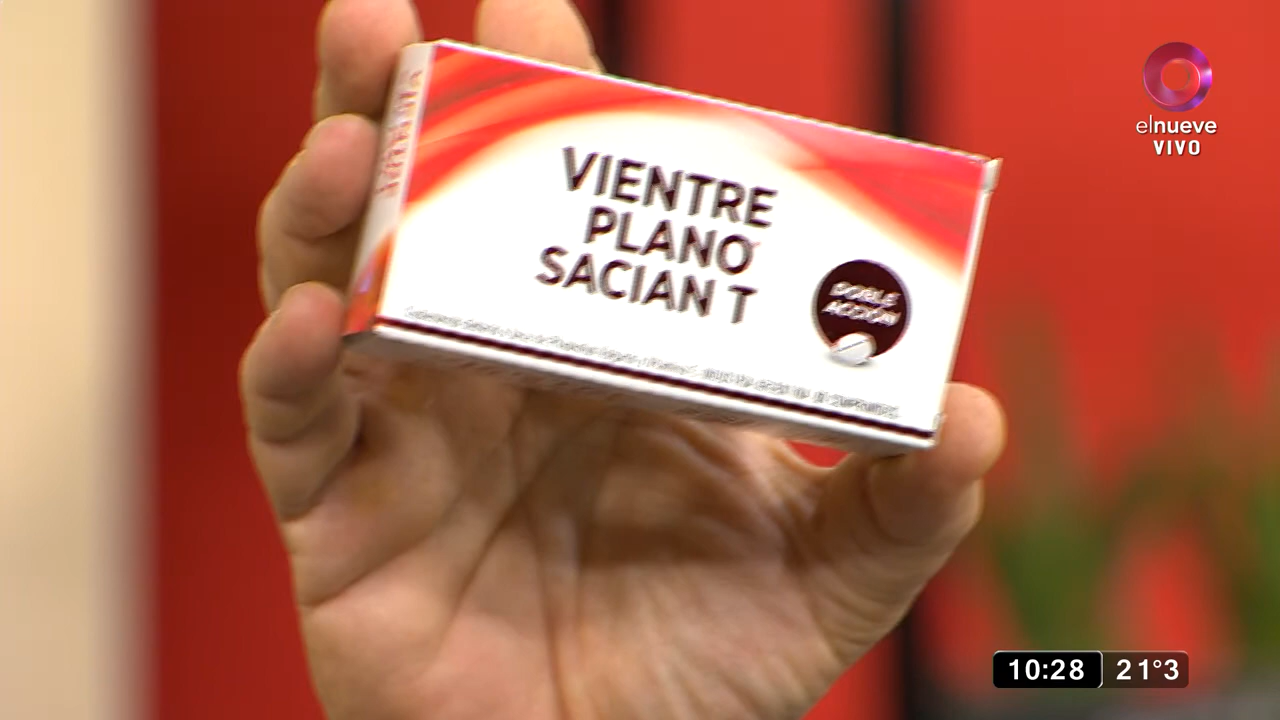 elnueve
VIVO
VIENTRE
PLANO
SACIAN T
DOBLE
ACCIÓN
10:28 21°3